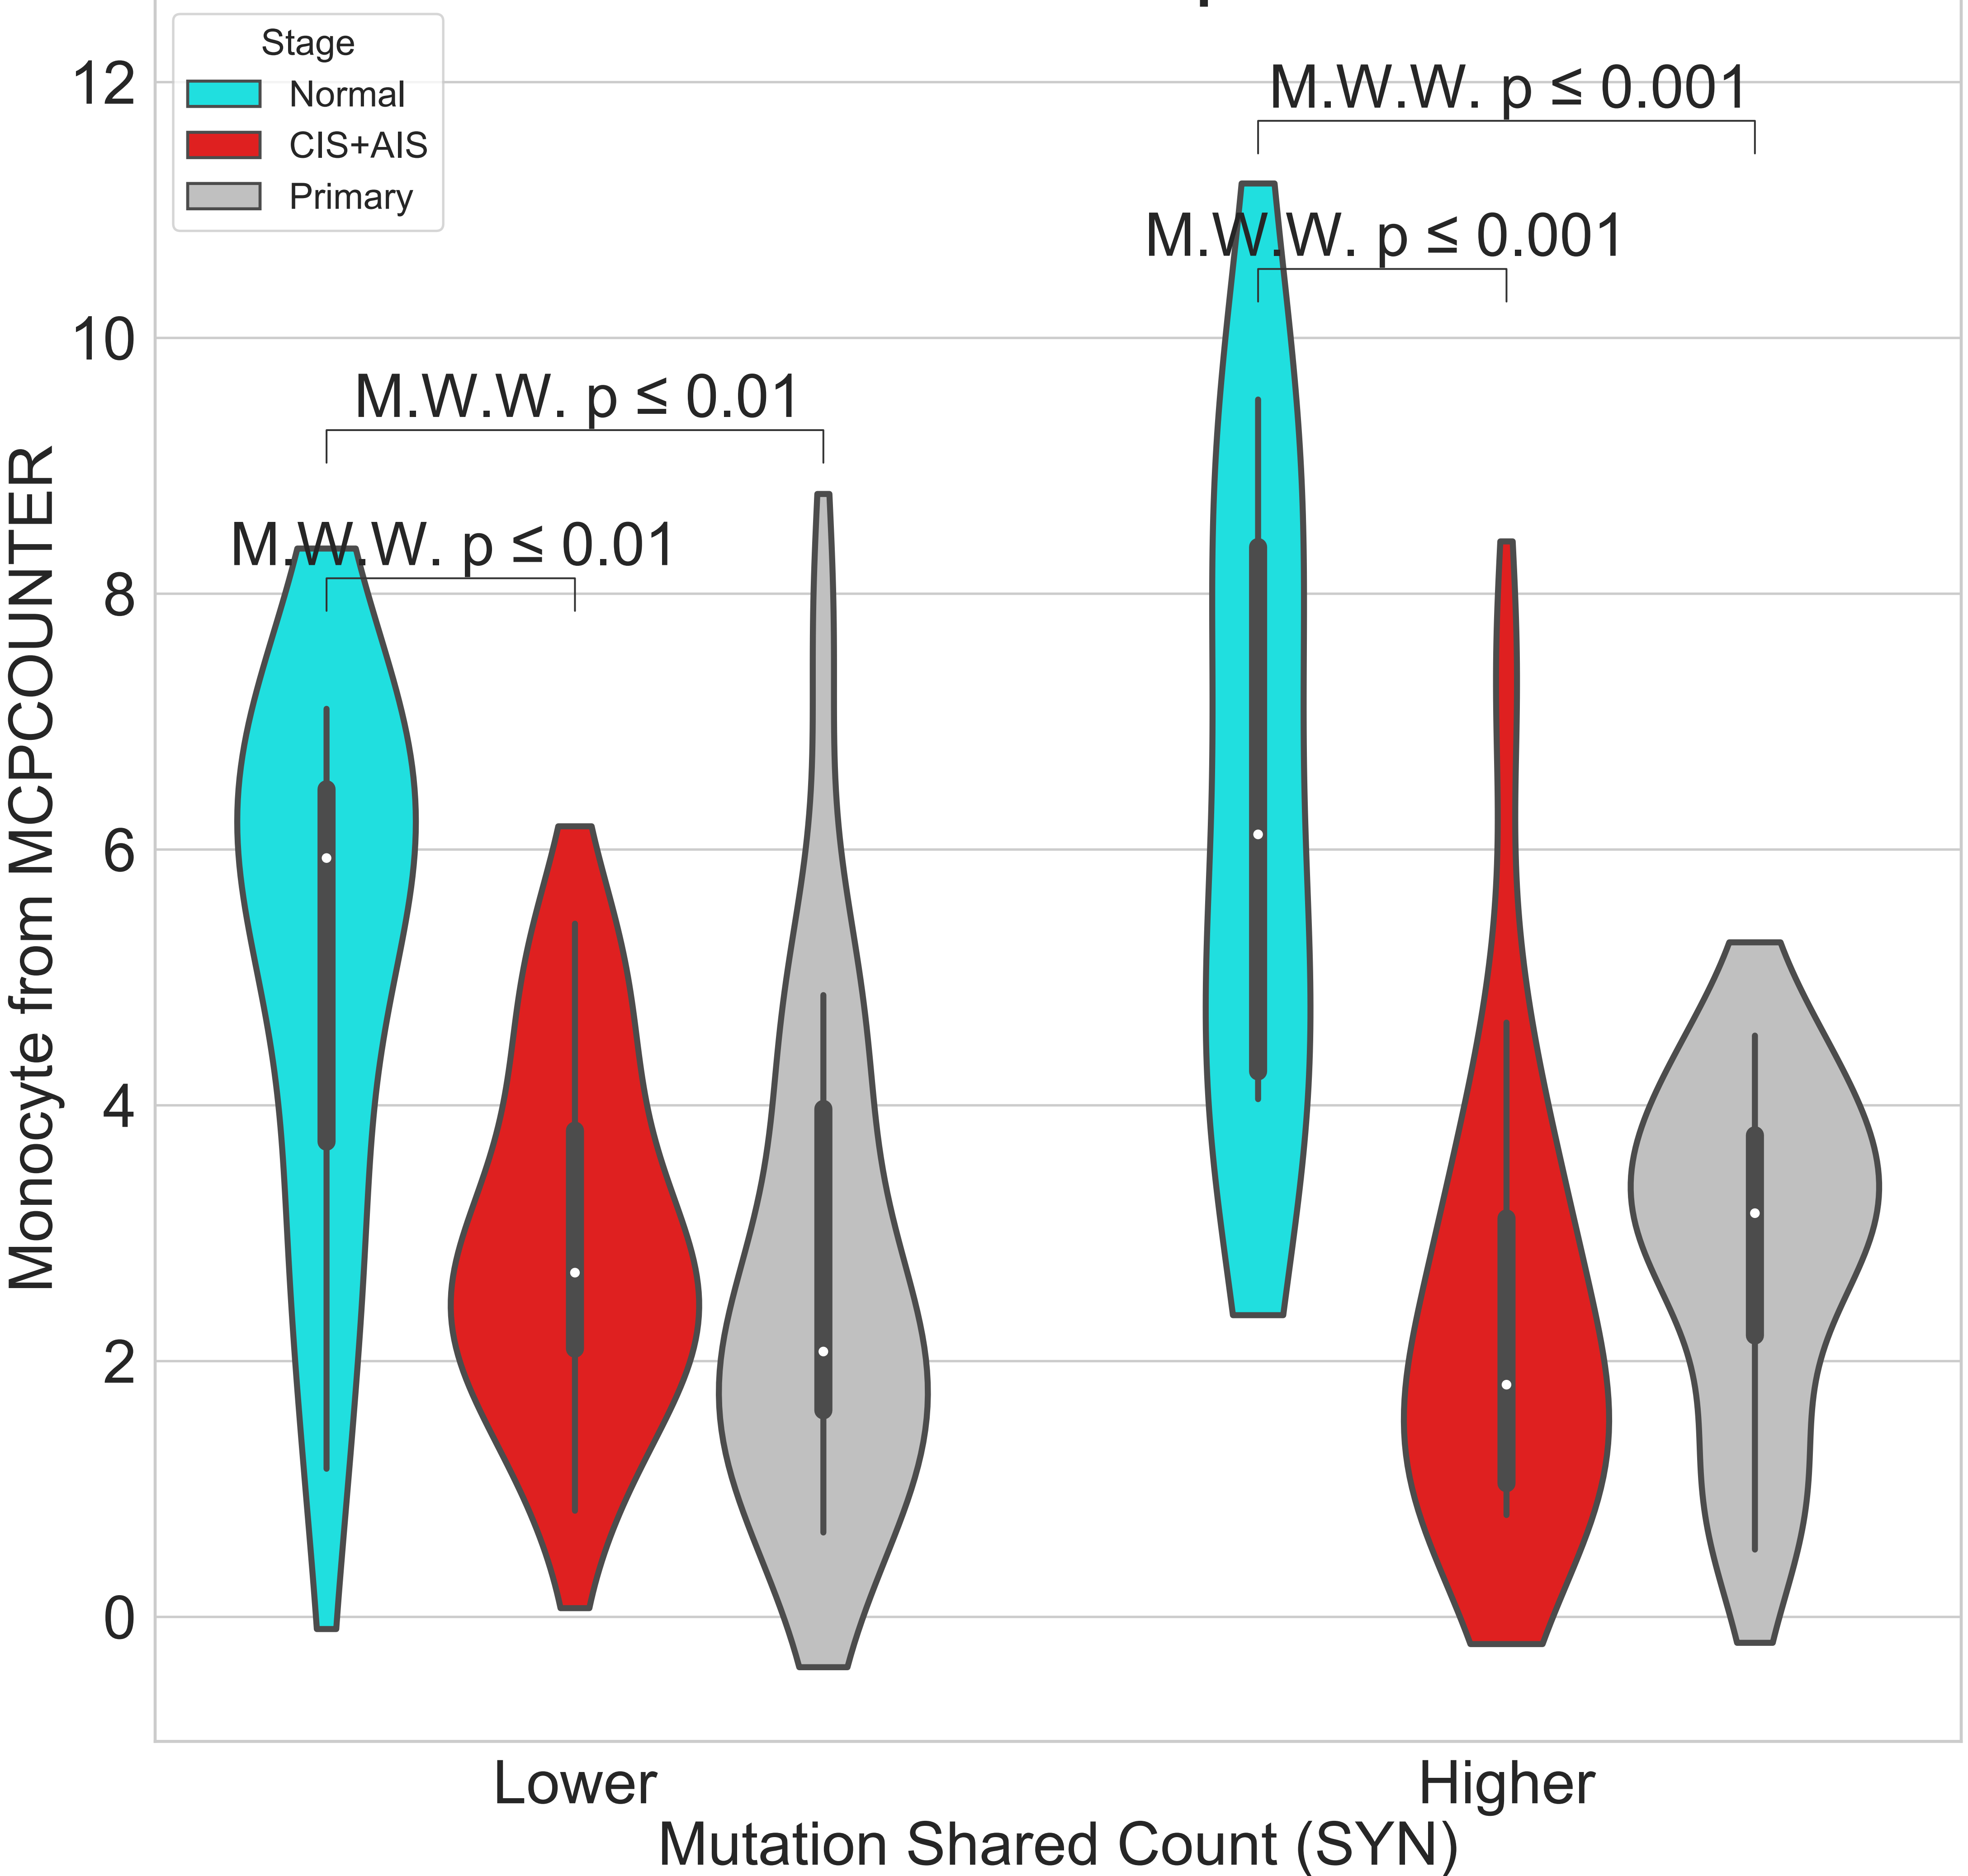 Stage
Normal
CIS+AIS
Primary
M.W.W. p ≤ 0.001
M.W.W. p ≤ 0.001
M.W.W. p ≤ 0.01
M.W.W. p ≤ 0.01
12
10
8
6
4
2
0
Monocyte from MCPCOUNTER
Lower
Higher
Mutation Shared Count (SYN)